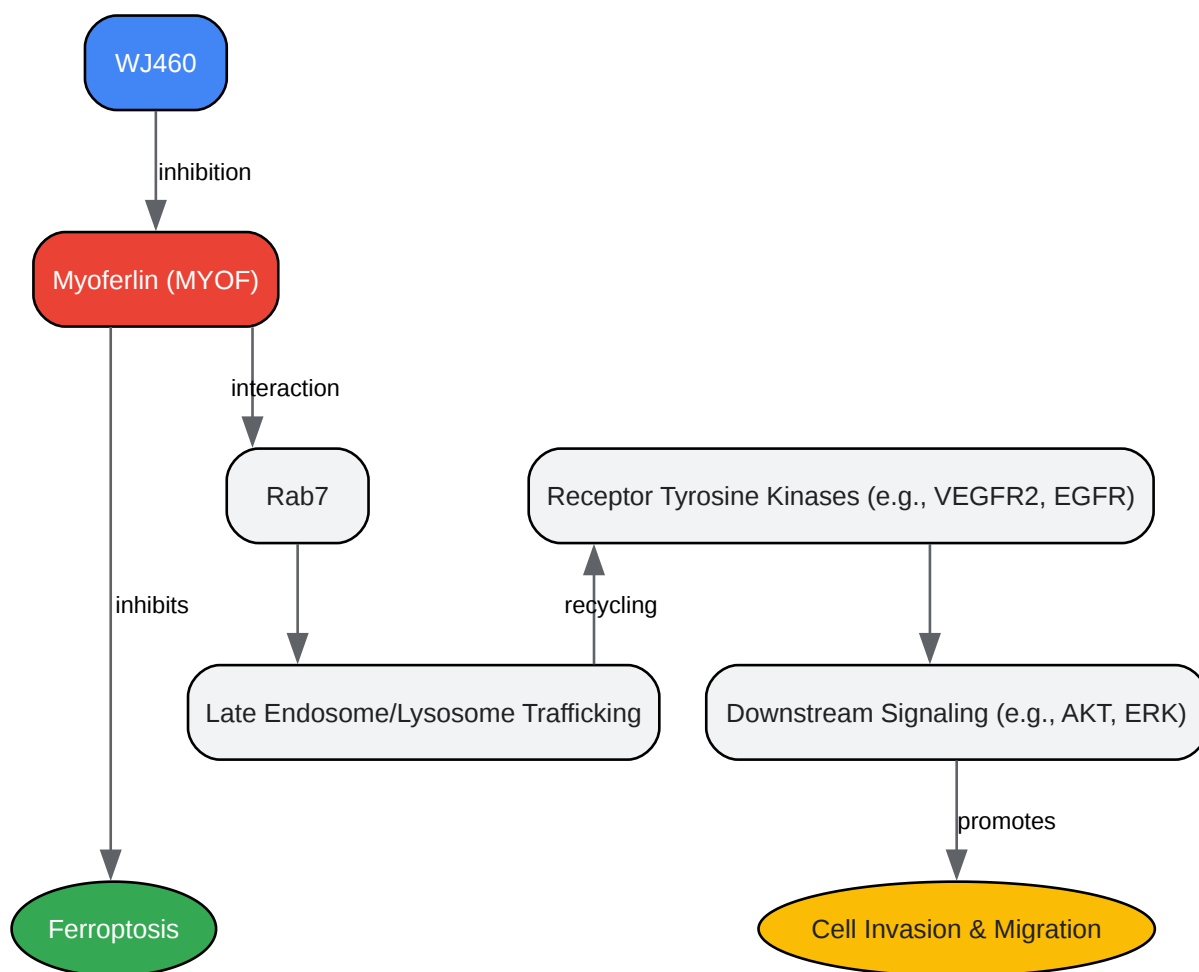 WJ460
inhibition
Myoferlin (MYOF)
interaction
Rab7
Receptor Tyrosine Kinases (e.g., VEGFR2, EGFR)
inhibits
recycling
Late Endosome/Lysosome Trafficking
Downstream Signaling (e.g., AKT, ERK)
promotes
Ferroptosis
Cell Invasion & Migration